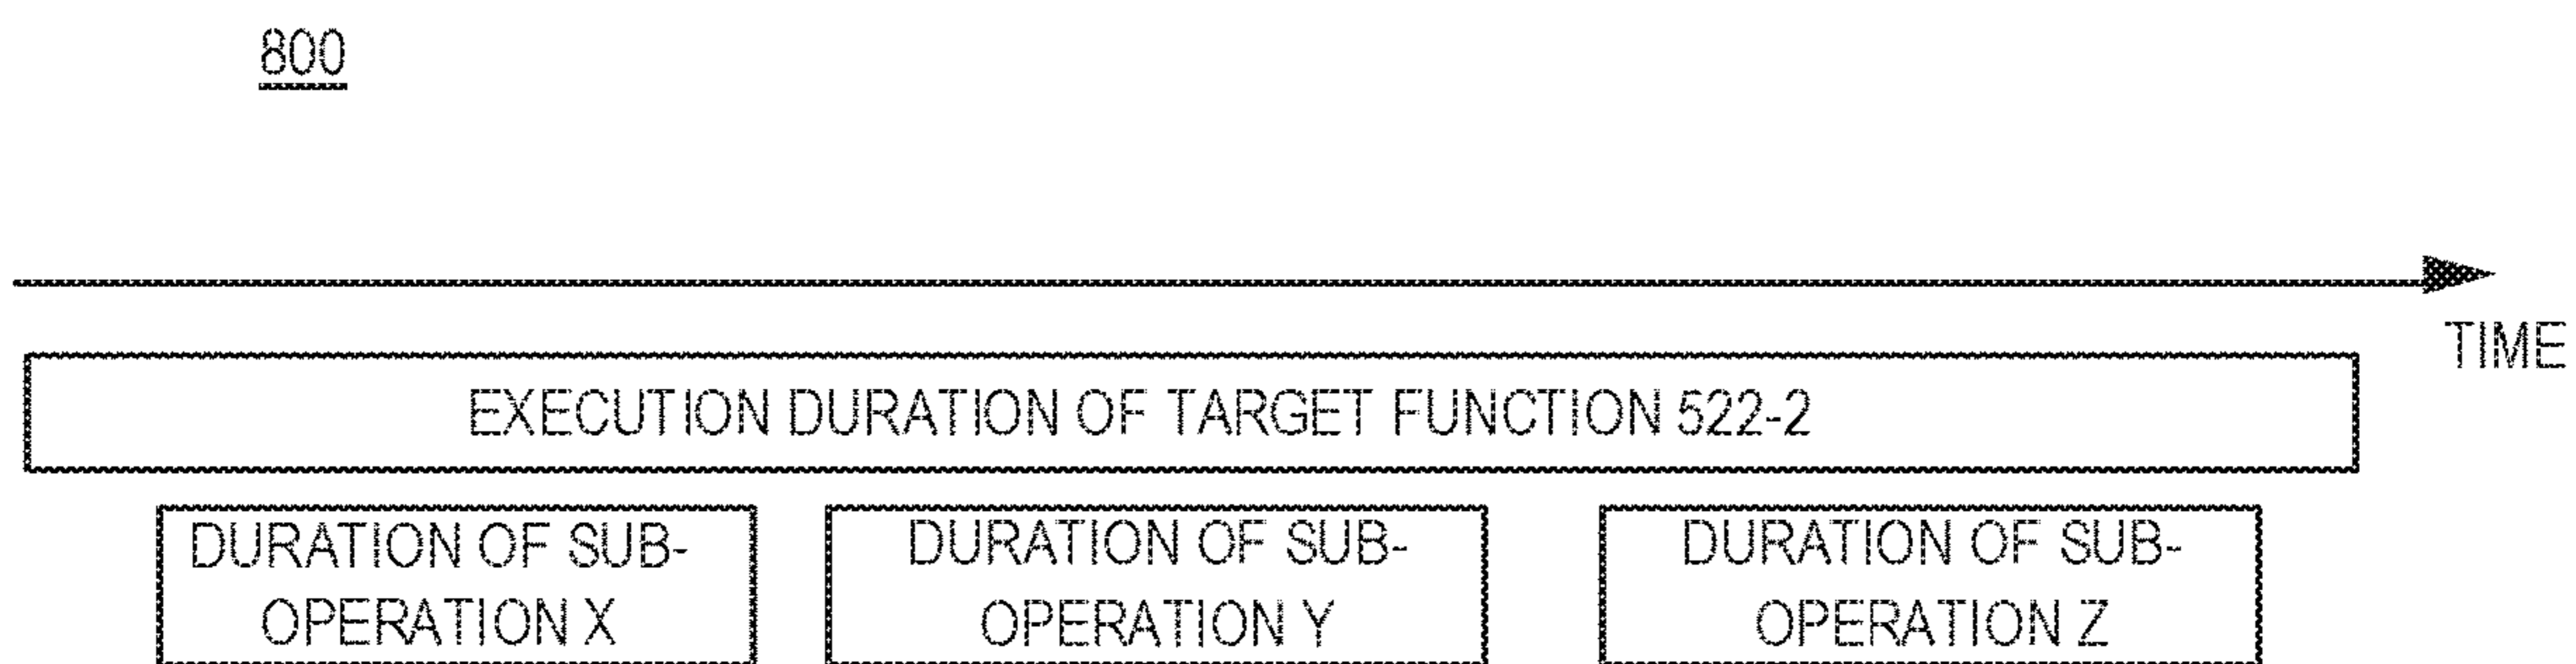 800
TIME
EXECUTION DURATION OF TARGET FUNCTION 522-2
DURATION OF SUB-
OPERATION X
DURATION OF SUB-
OPERATION Y
DURATION OF SUB-
OPERATION Z